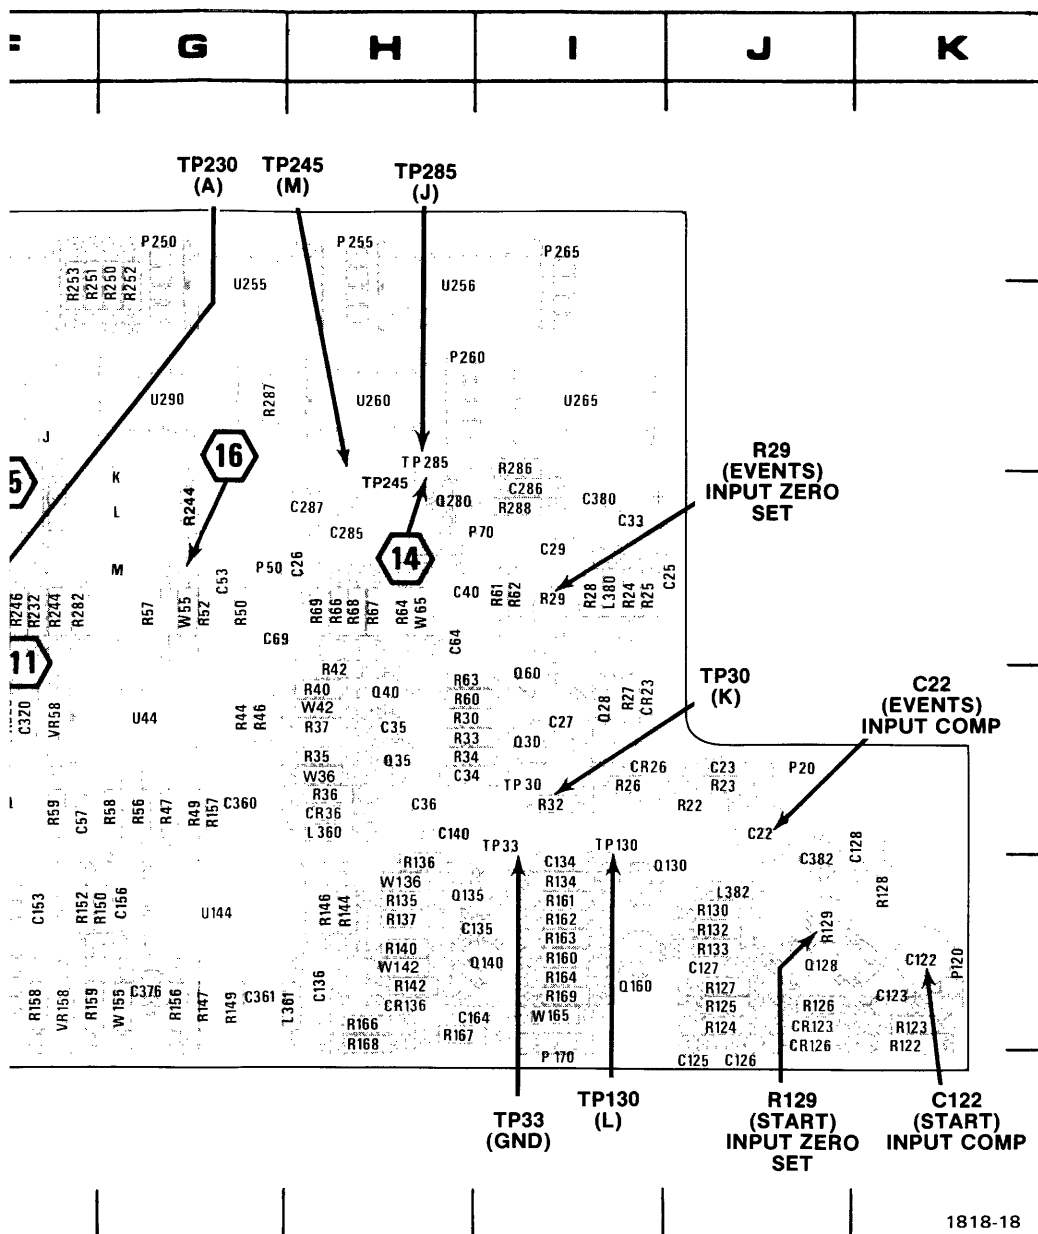 F G H I J K
TP230
(A)
TP245
(M)
TP285
(J)
P250 P255 P265
R253 R251 R250 R252
U255 U256
P260
U290 R287 U260 U265
J
16
R29
(EVENTS)
INPUT ZERO
SET
K
TP285 R286
5
TP245 C286
R244 C287 Q280 R288 C380
L
C285 P70 C33
14
C29
M P50 C26 C25
C53 C40
R246 R232 R244 R282 R57 W55 R52 R50 R69 R66 R68 R67 R64 W65 R61 R62 R29 R28 L380 R24 R25
C69 C64
11
TP30
(K)
R42 Q60
R40 Q40 R63
W42 R60 Q28 R27 CR23
C22
(EVENTS)
INPUT COMP
C320 VR58 U44 R44 R46 R37 C35 R30 C27
R33 Q30
R35 Q35 R34
W36 C34 CR26 C23 P20
TP30 R26 R23
R36 C36 R32 R22
R59 C57 R58 R56 R47 R49 R157 C360 CR36
L360 C140 C22
TP33 TP130 C128
R136 C134 Q130 C382
W136 R134 L382 R128
C153 R152 R150 C156 U144 R146 R144 R135 Q135 R161 R130
R137 R162 R132 R129
C135 R163
R140 R133
W142 Q140 R160 C127 Q128 C122 P120
C136 R142 R164 Q160 R127
C376 C361 L361 CR136 R169 R125 R126 C123
R158 VR158 R159 W155 R156 R147 R149 C164 W165
R166 R167 R124 CR123 R123
R168 CR126 R122
P170 C125 C126
TP33
(GND)
TP130
(L)
R129
(START)
INPUT ZERO
SET
C122
(START)
INPUT COMP
1818-18